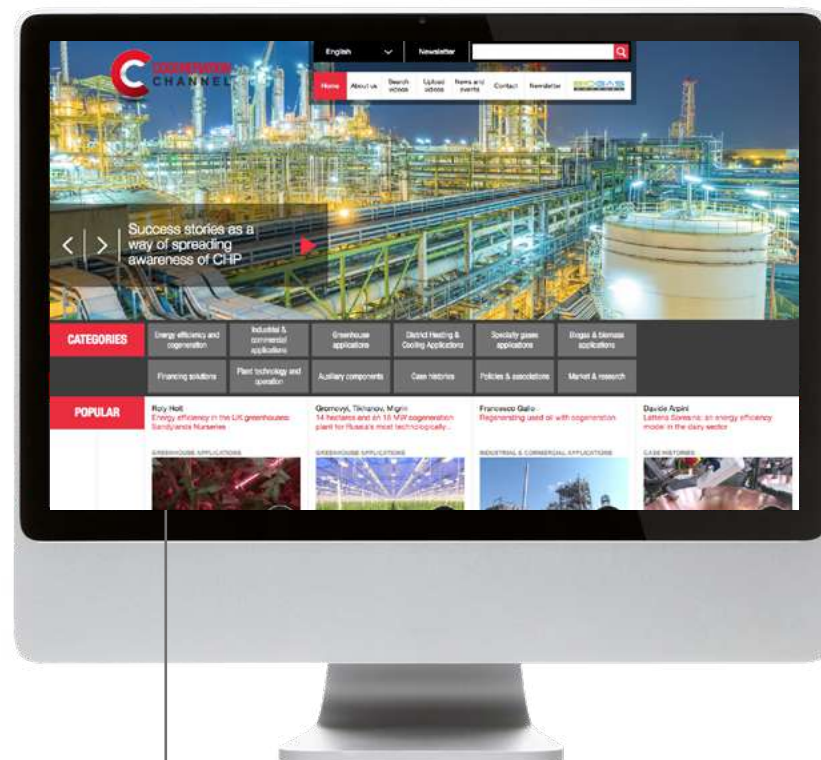 English
Newsletter
COGENERATION
CHANNEL
Home
About us
Search
videos
Upload
videos
News and
events
Contact
Newsletter
BIOGAS
CHANNEL
Success stories as a
way of spreading
awareness of CHP
CATEGORIES
Energy efficiency and
cogeneration
Industrial &
commercial
applications
Greenhouse
applications
District Heating &
Cooling Applications
Specialty gases
applications
Biogas & biomass
applications
Financing solutions
Plant technology and
operation
Auxiliary components
Case histories
Policies & associations
Market & research
POPULAR
Roly Holt
Energy efficiency in the UK greenhouses:
Sandylands Nurseries
Gromovyi, Tikhanov, Migrin
14 hectares and an 18 MW cogeneration
plant for Russia's most technologically...
Francesco Gallo
Regenerating used oil with cogeneration
Davide Arpini
Latteria Soresina: an energy efficiency
model in the dairy sector
GREENHOUSE APPLICATIONS
GREENHOUSE APPLICATIONS
INDUSTRIAL & COMMERCIAL APPLICATIONS
CASE HISTORIES